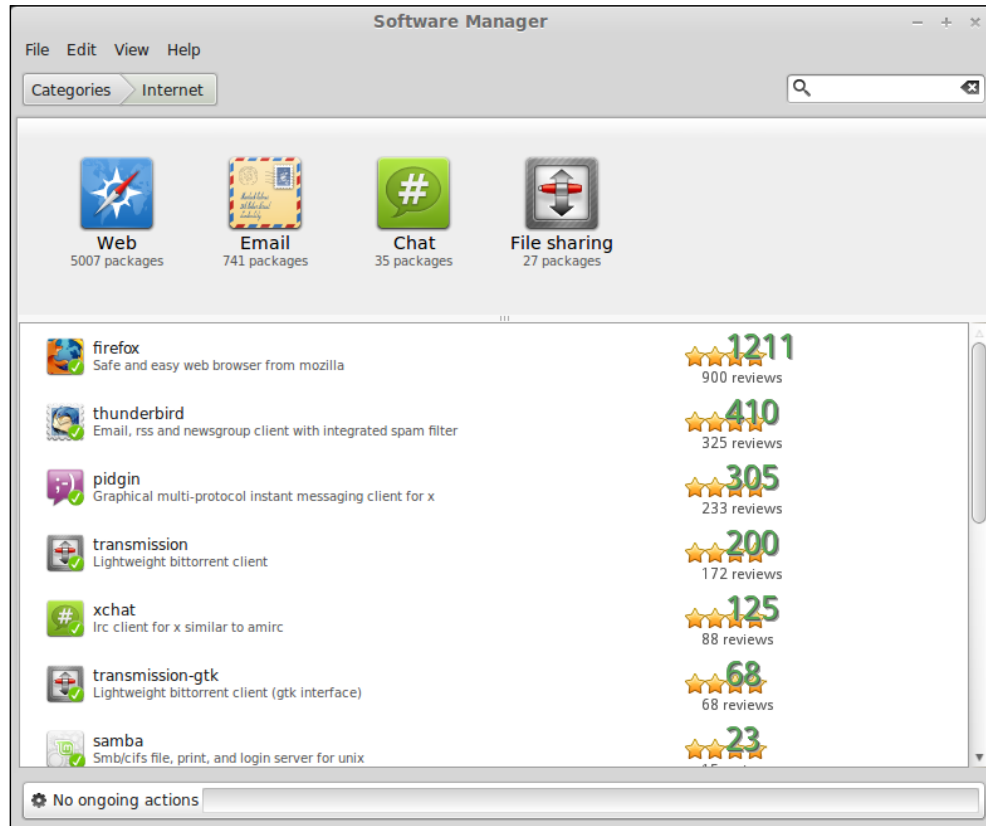 Software Manager
File Edit View Help
Categories Internet
Web
5007 packages
Email
741 packages
Chat
35 packages
File sharing
27 packages
firefox
Safe and easy web browser from mozilla
1211
900 reviews
thunderbird
Email, rss and newsgroup client with integrated spam filter
410
325 reviews
pidgin
Graphical multi-protocol instant messaging client for x
305
233 reviews
transmission
Lightweight bittorrent client
200
172 reviews
xchat
Irc client for x similar to amirc
125
88 reviews
transmission-gtk
Lightweight bittorrent client (gtk interface)
68
68 reviews
samba
Smb/cifs file, print, and login server for unix
23
No ongoing actions